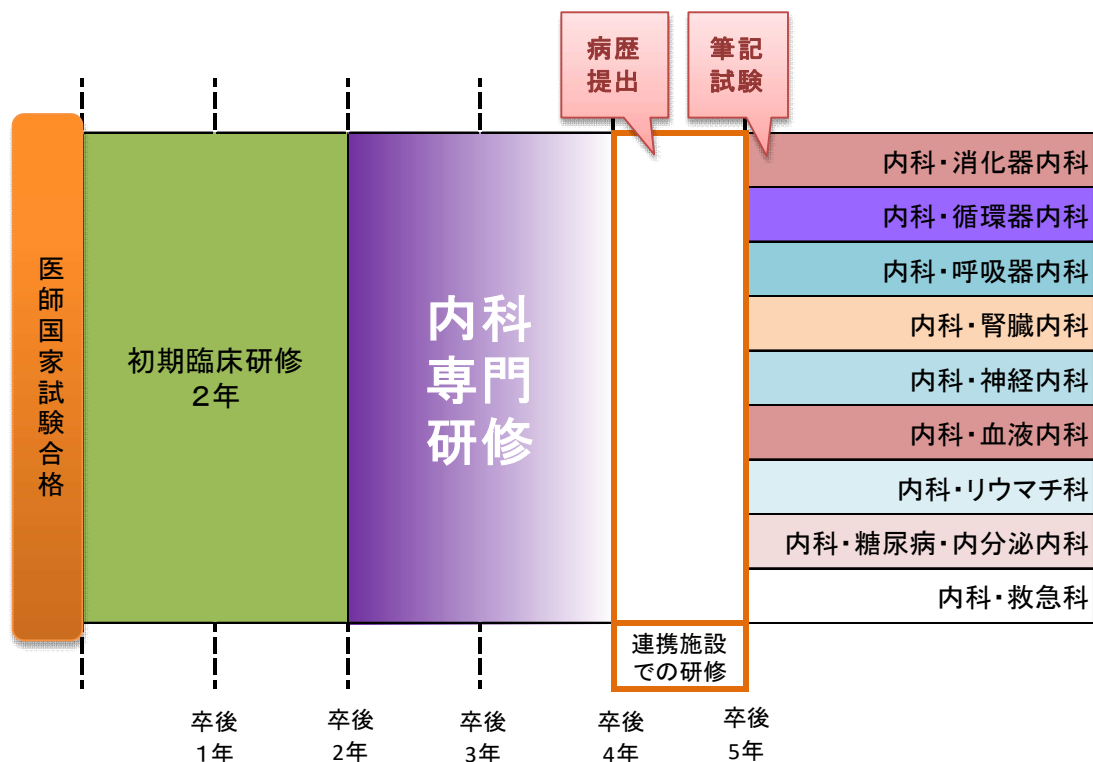 病歴
提出
筆記
試験
医師国家試験合格
初期臨床研修
２年
内科
専門
研修
内科・消化器内科
内科・循環器内科
内科・呼吸器内科
内科・腎臓内科
内科・神経内科
内科・血液内科
内科・リウマチ科
内科・糖尿病・内分泌内科
内科・救急科
連携施設
での研修
卒後
1年
卒後
2年
卒後
3年
卒後
4年
卒後
5年